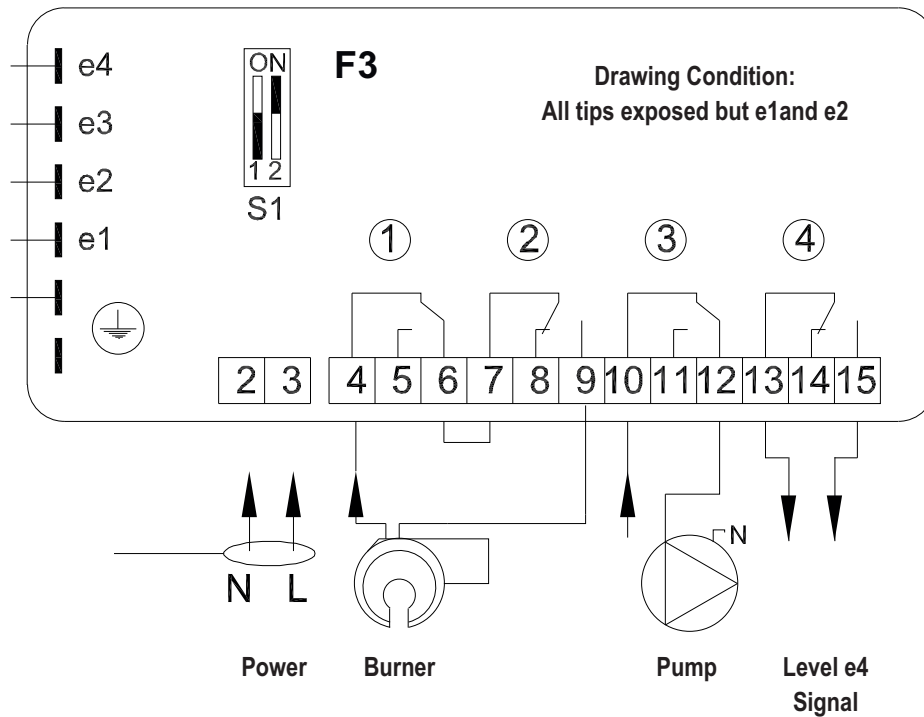 e4
e3
e2
e1
ON
1 2
S1
F3
Drawing Condition:
All tips exposed but e1and e2
1 2 3 4
2 3 4 5 6 7 8 9 10 11 12 13 14 15
N L
N
Power
Burner
Pump
Level e4
Signal